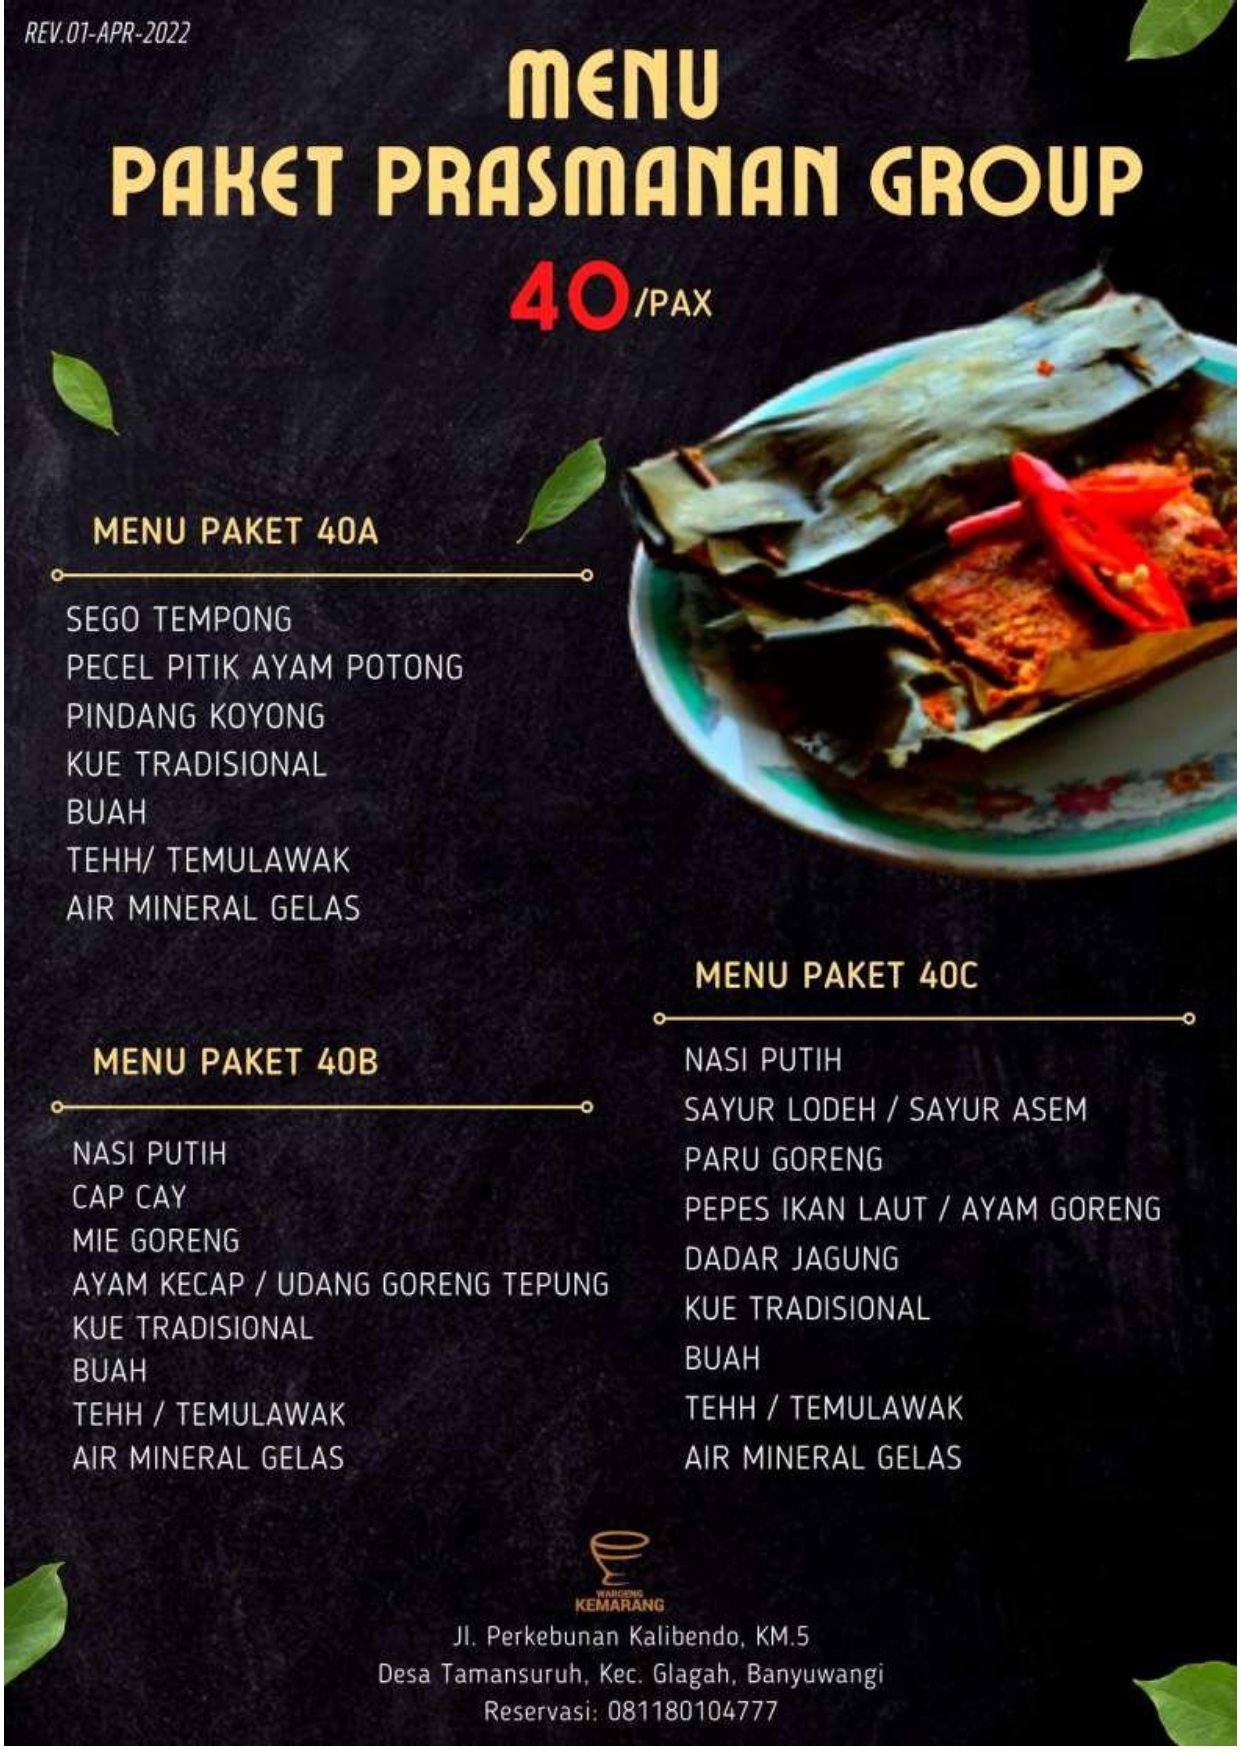 REV.01-APR-2022
MENU
PAKET PRASMANAN GROUP
40/PAX
MENU PAKET 40A
SEGO TEMPONG
PECEL PITIK AYAM POTONG
PINDANG KOYONG
KUE TRADISIONAL
BUAH
TEHH/ TEMULAWAK
AIR MINERAL GELAS
MENU PAKET 40B
NASI PUTIH
CAP CAY
MIE GORENG
AYAM KECAP / UDANG GORENG TEPUNG
KUE TRADISIONAL
BUAH
TEHH / TEMULAWAK
AIR MINERAL GELAS
MENU PAKET 40C
NASI PUTIH
SAYUR LODEH / SAYUR ASEM
PARU GORENG
PEPES IKAN LAUT / AYAM GORENG
DADAR JAGUNG
KUE TRADISIONAL
BUAH
TEHH / TEMULAWAK
AIR MINERAL GELAS
WAROENG
KEMARANG
Jl. Perkebunan Kalibendo, KM.5
Desa Tamansuruh, Kec. Glagah, Banyuwangi
Reservasi: 081180104777